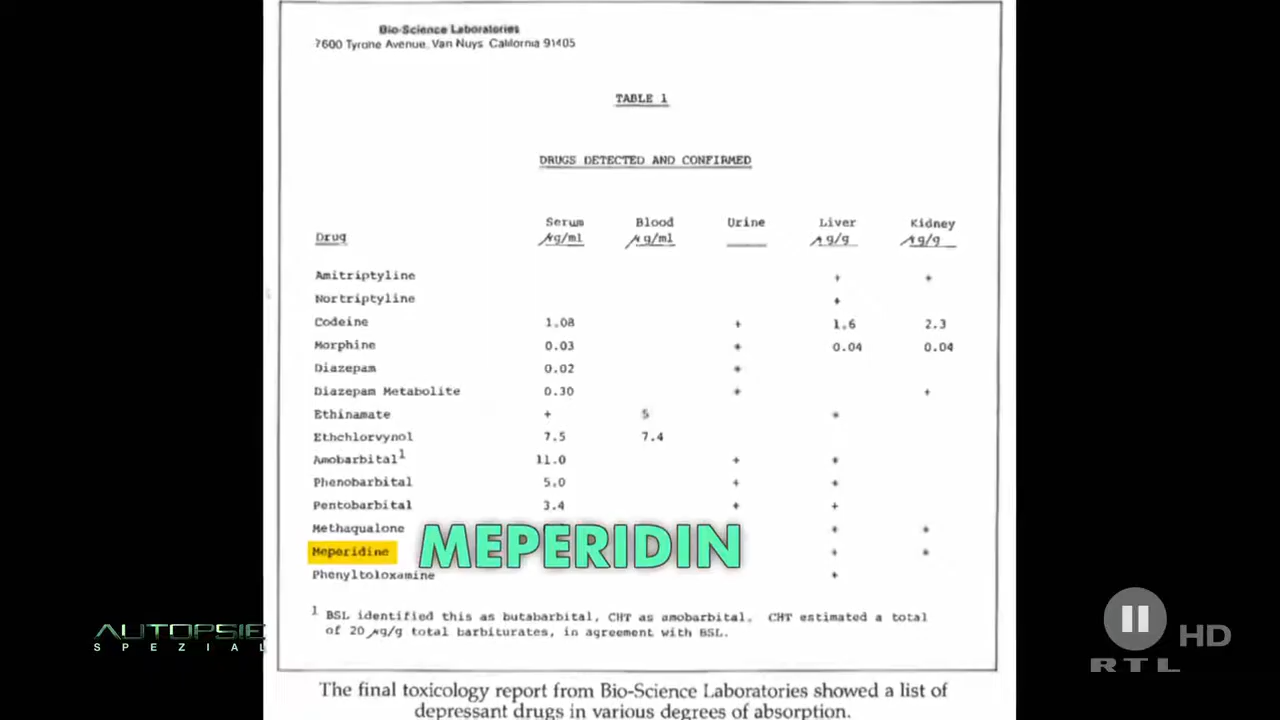 Bio-Science Laboratories
7600 Tyrone Avenue, Van Nuys, California 91405
TABLE 1
DRUGS DETECTED AND CONFIRMED
Serum Blood Urine Liver Kidney
Drug µg/ml µg/ml µg/g µg/g
Amitriptyline + +
Nortriptyline +
Codeine 1.08 + 1.6 2.3
Morphine 0.03 + 0.04 0.04
Diazepam 0.02 +
Diazepam Metabolite 0.30 + +
Ethinamate + 5 +
Ethchlorvynol 7.5 7.4
Amobarbital1 11.0 + +
Phenobarbital 5.0 + +
Pentobarbital 3.4 + +
Methaqualone + +
Meperidine MEPERIDIN + +
Phenyltoloxamine +
1 BSL identified this as butabarbital, CHT as amobarbital. CHT estimated a total
of 20 µg/g total barbiturates, in agreement with BSL.
AUTOPSIE
SPEZIAL
HD
RTL
The final toxicology report from Bio-Science Laboratories showed a list of
depressant drugs in various degrees of absorption.